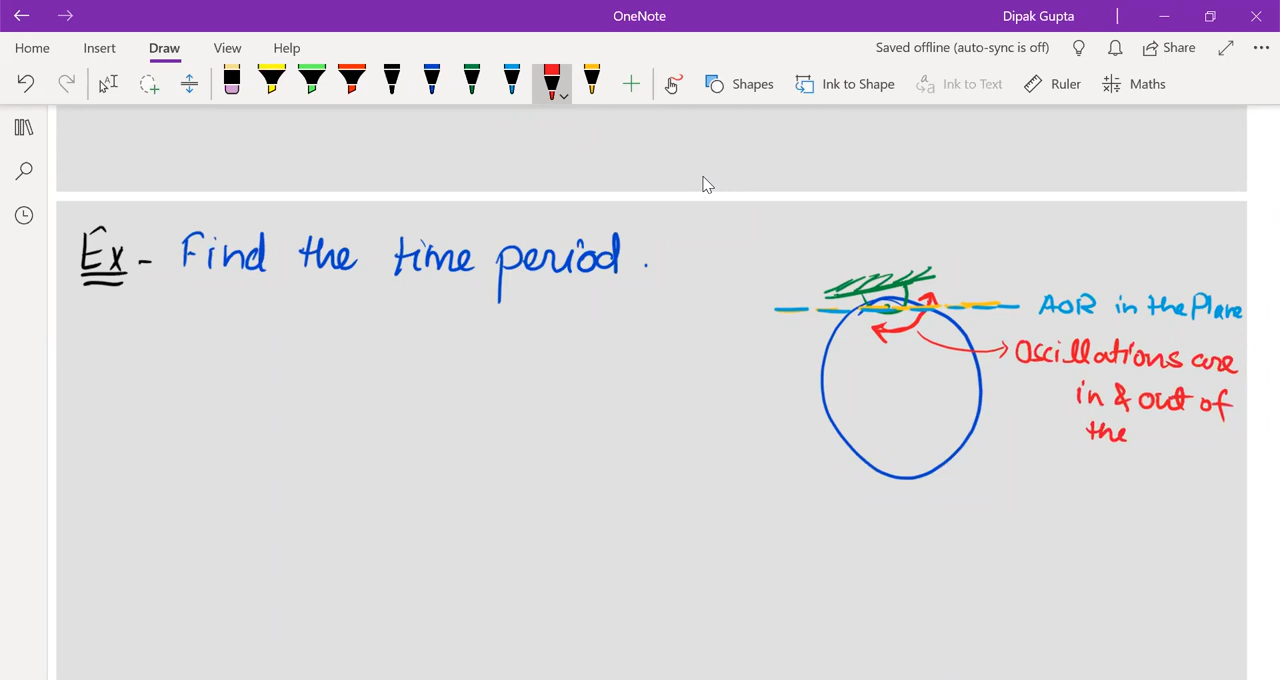 OneNote
Dipak Gupta
Home Insert Draw View Help
Saved offline (auto-sync is off)
Share
Shapes
Ink to Shape
Ink to Text
Ruler
Maths
Ex - Find the time period.
AOR in the Plane
Oscillations are
in & out of
the